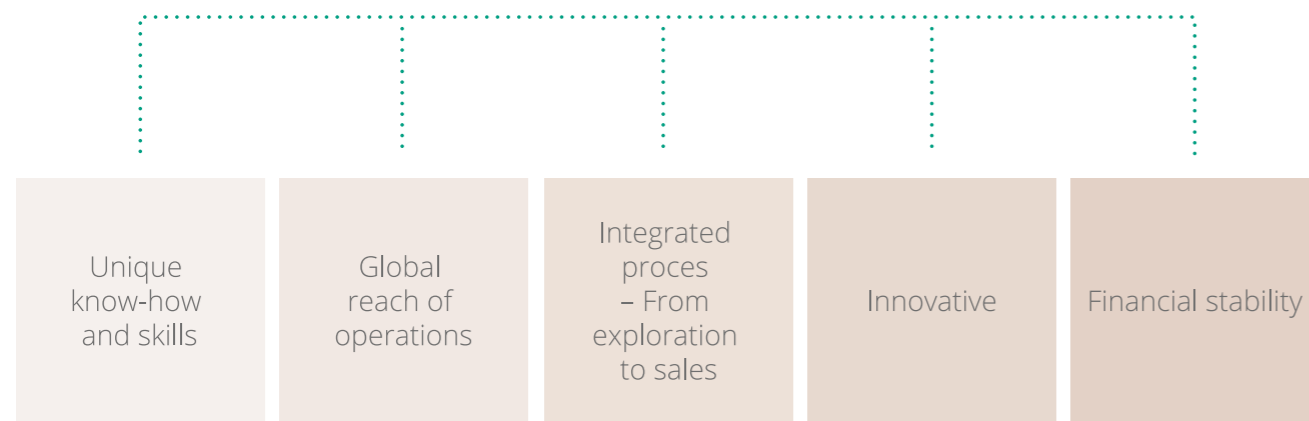 Unique
know-how
and skills
Global
reach of
operations
Integrated
proces
– From
exploration
to sales
Innovative
Financial stability